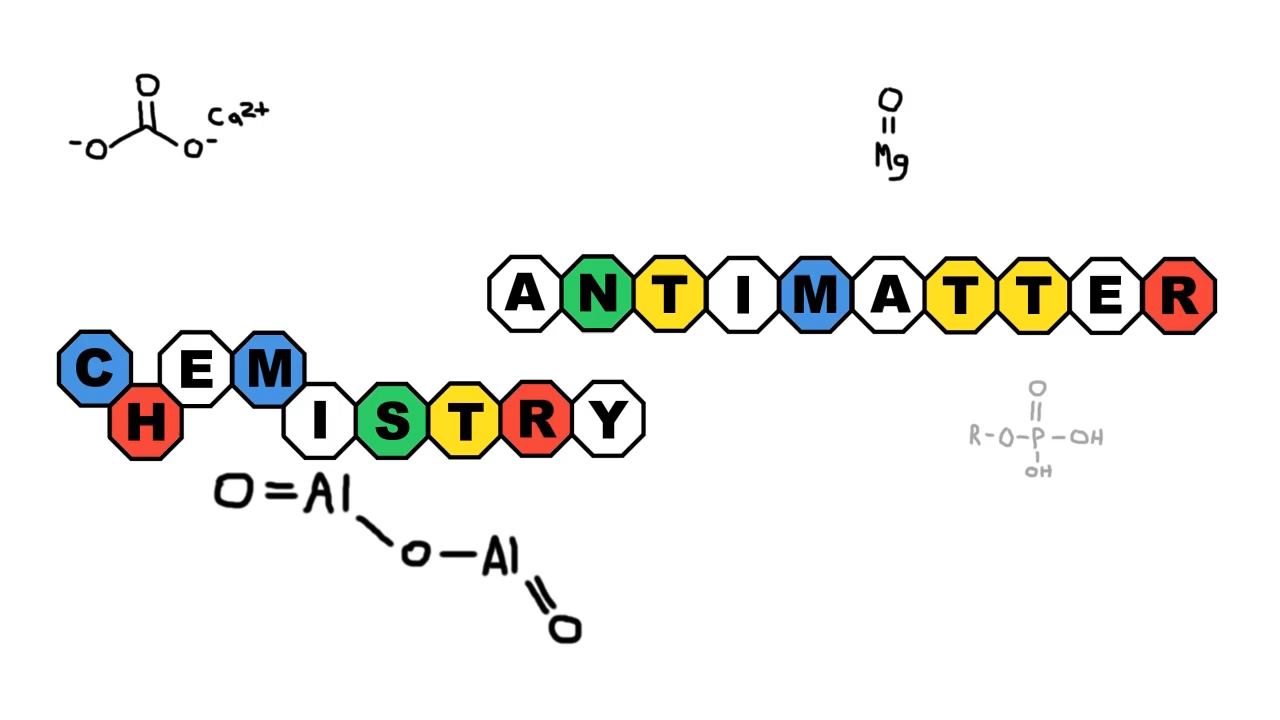 O
-O O- Ca2+
O
=
Mg
ANTIMATTER
CHEMISTRY
O
R-O-P-OH
OH
O=Al
O-Al
O